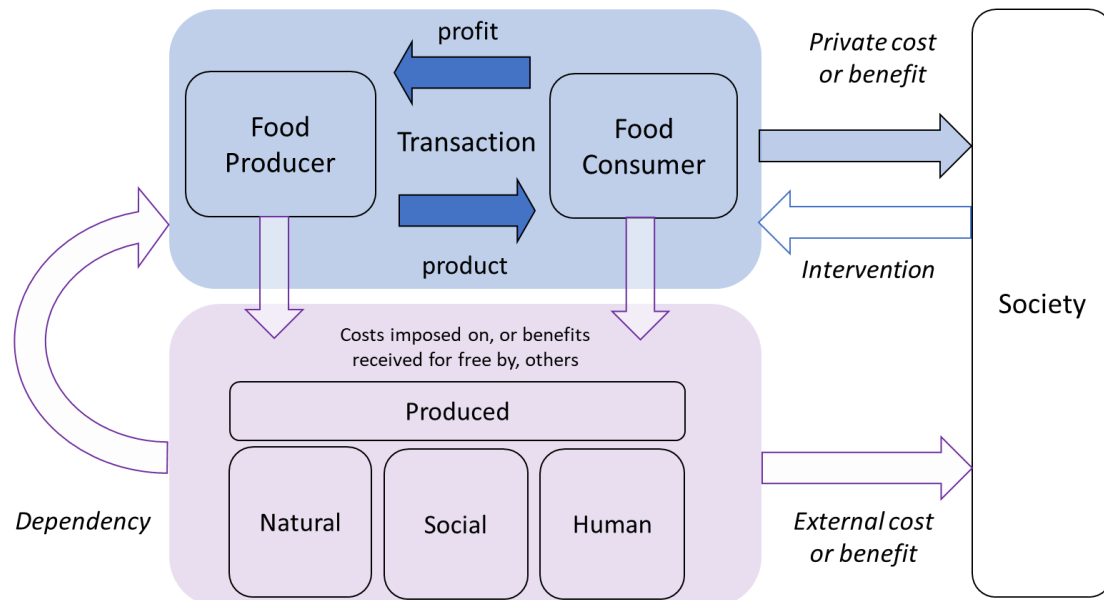 profit
Private cost
or benefit
Food
Producer
Transaction
Food
Consumer
product
Intervention
Society
Costs imposed on, or benefits
received for free by, others
Produced
Natural
Social
Human
Dependency
External cost
or benefit